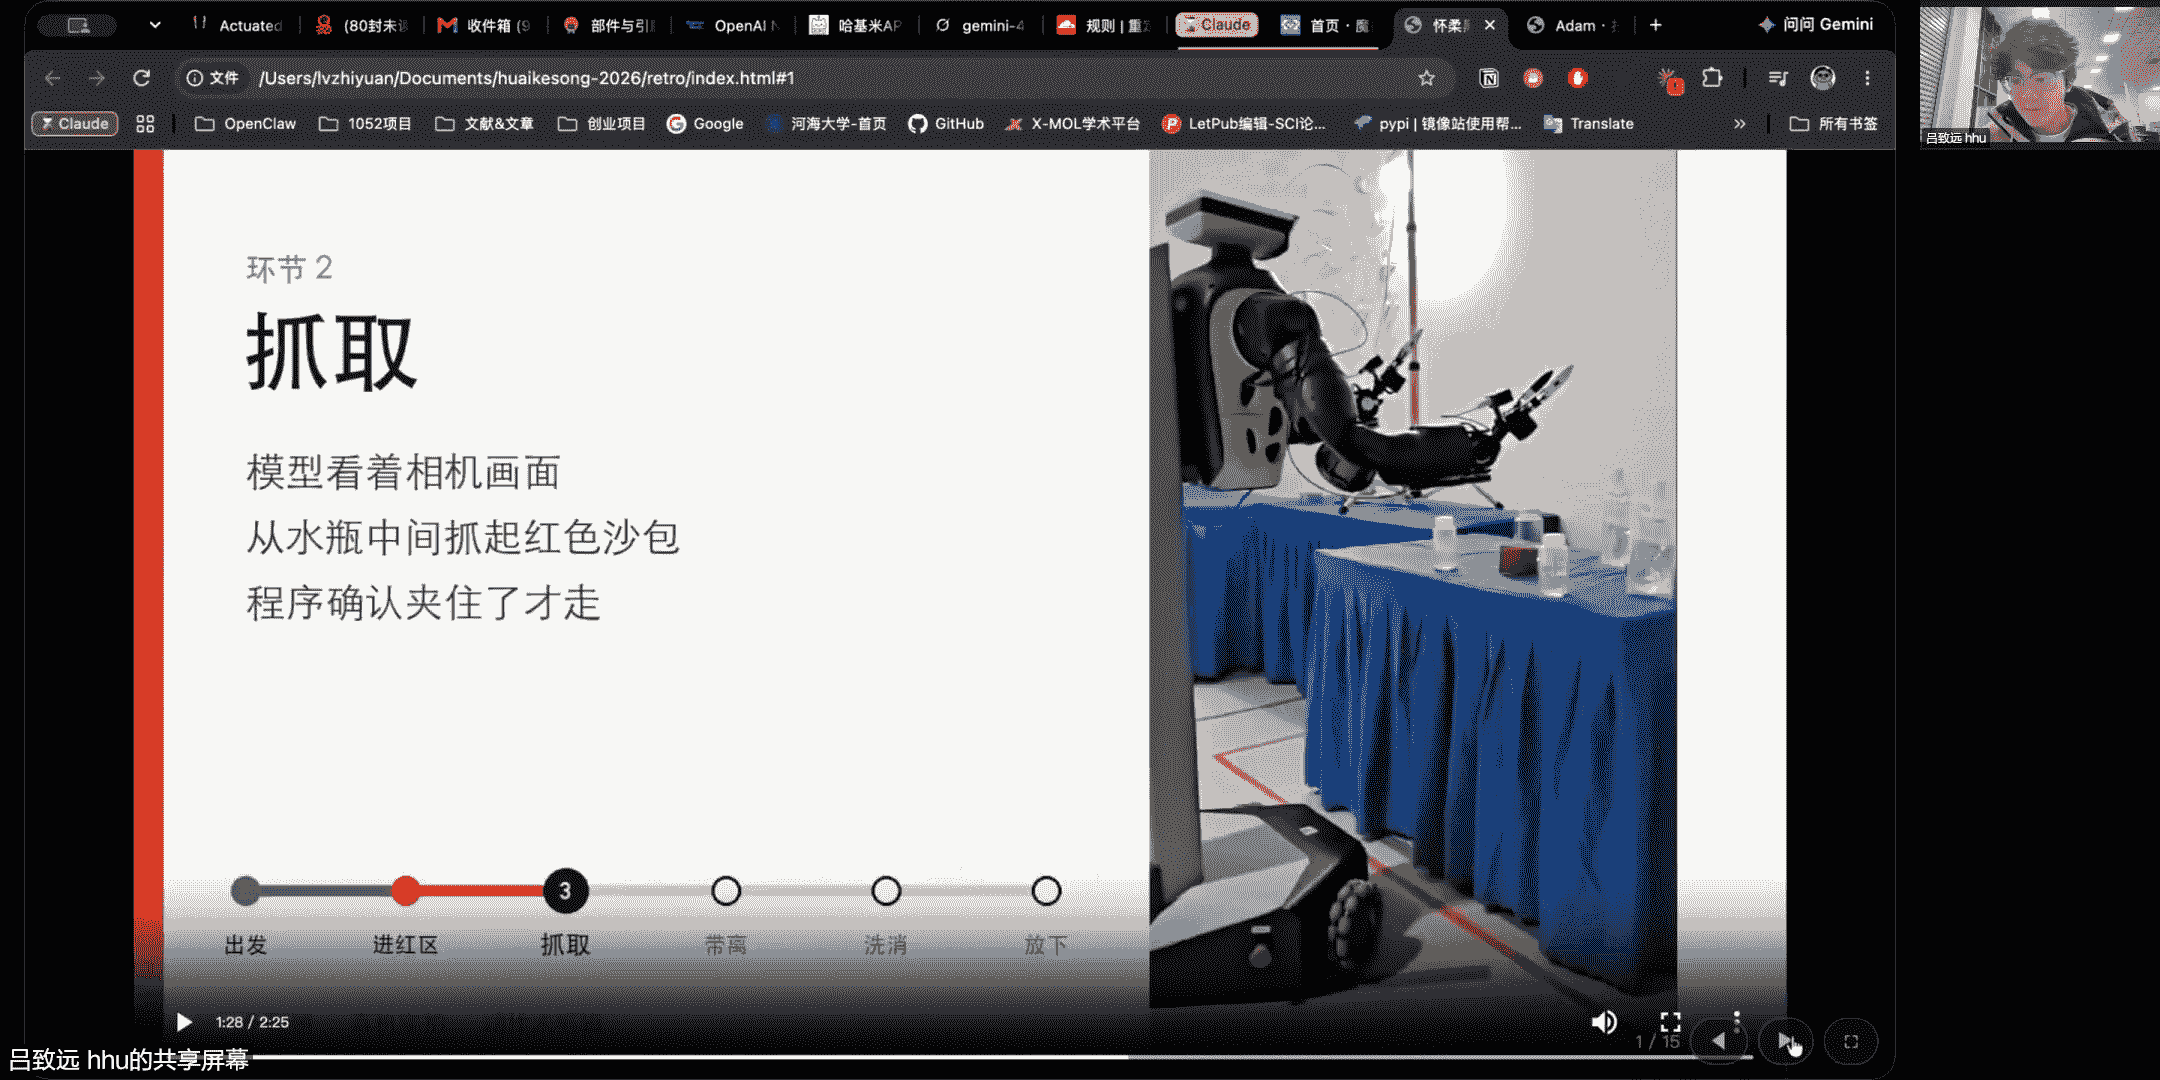 Actuated
(80封未
收件箱 (9
部件与引
OpenAI
哈基米AP
gemini-4
规则 | 重
Claude
首页 · 魔
怀柔
Adam ·
问问 Gemini
文件
/Users/lvzhiyuan/Documents/huaikesong-2026/retro/index.html#1
Claude
OpenClaw
1052项目
文献&文章
创业项目
Google
河海大学-首页
GitHub
X-MOL学术平台
LetPub编辑-SCI论...
pypi | 镜像站使用帮...
Translate
所有书签
吕致远 hhu
环节 2
抓取
模型看着相机画面
从水瓶中间抓起红色沙包
程序确认夹住了才走
3
出发
进红区
抓取
带离
洗消
放下
1:28 / 2:25
1 / 15
吕致远 hhu的共享屏幕